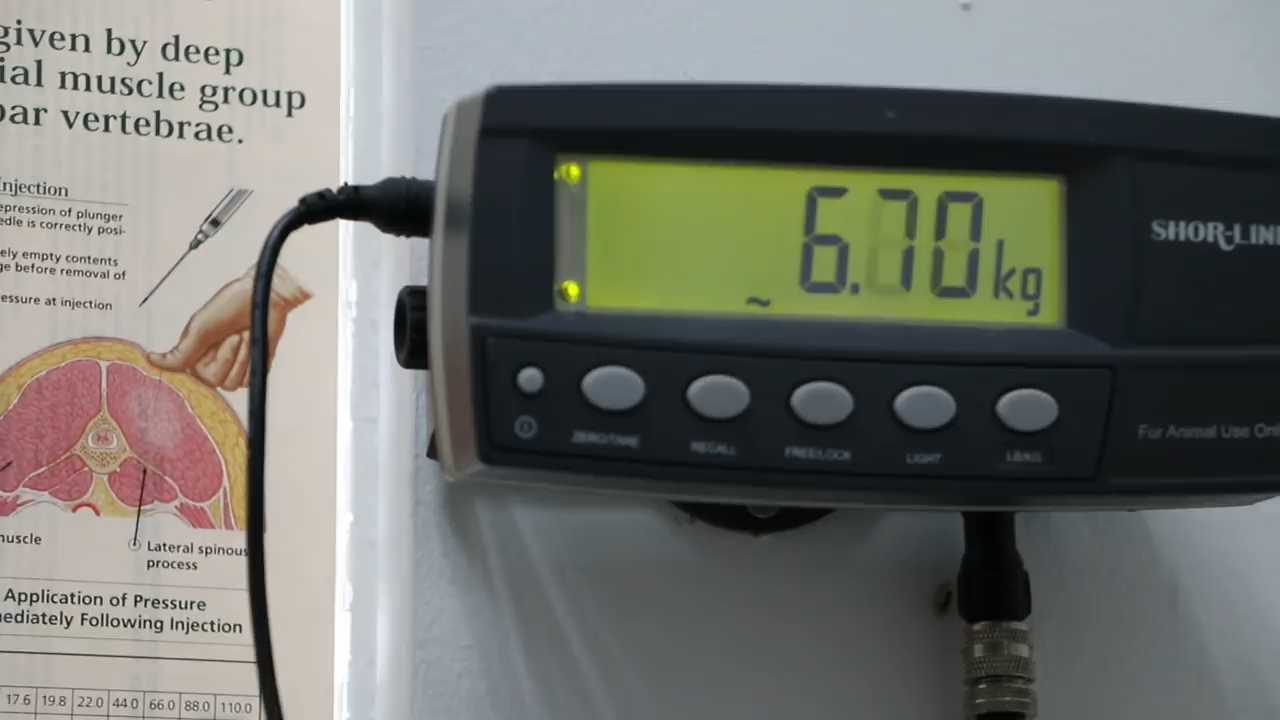 given by deep
ial muscle group
bar vertebrae.
Injection
epression of plunger
edle is correctly posi-
ely empty contents
ge before removal of
essure at injection
muscle
Lateral spinous
process
Application of Pressure
mediately Following Injection
17.6 19.8 22.0 44.0 66.0 88.0 110.0
6.70 kg
SHOR-LINE
ZERO/TARE
RECALL
FREE/LOCK
LIGHT
LB/KG
For Animal Use Only